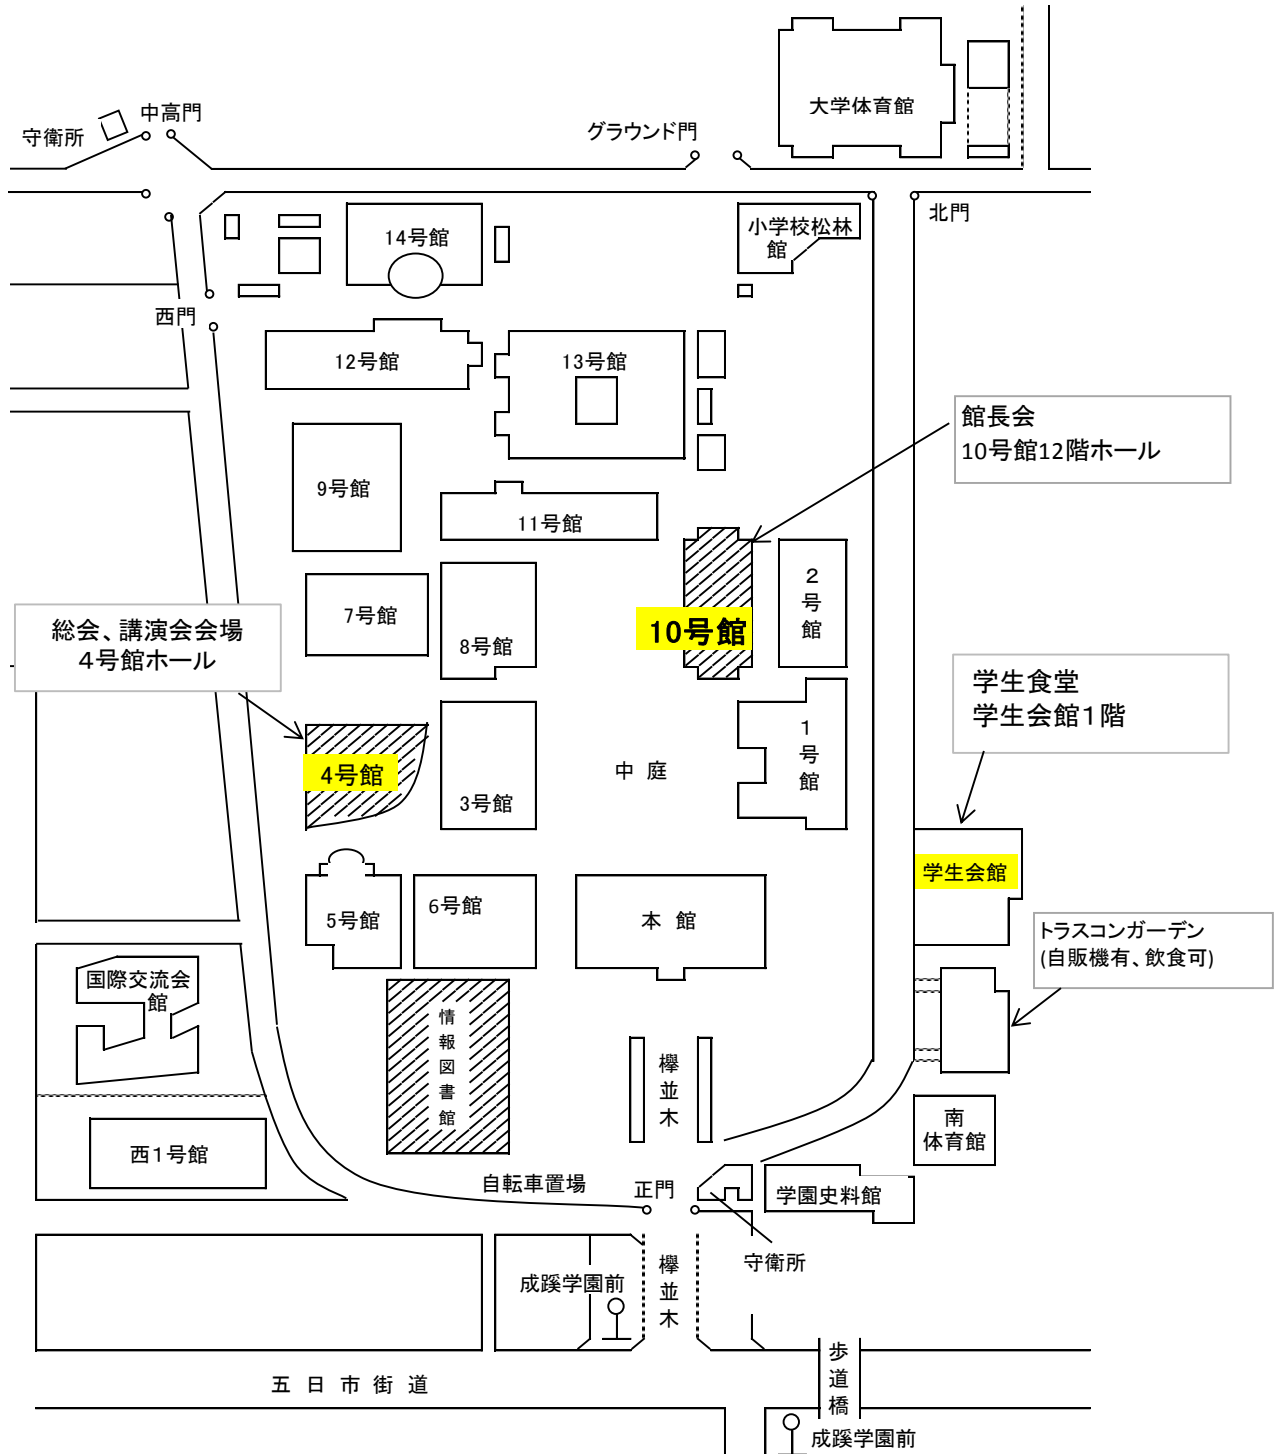 大学体育館
中高門
守衛所
グラウンド門
北門
小学校松林
館
14号館
西門
12号館
13号館
館長会
10号館12階ホール
9号館
11号館
2
号
館
7号館
8号館
10号館
総会、講演会会場
4号館ホール
学生食堂
学生会館1階
1
号
館
中 庭
4号館
3号館
学生会館
5号館
6号館
本 館
トラスコンガーデン
(自販機有、飲食可)
国際交流会
館
情
報
図
書
館
欅
並
木
南
体育館
西1号館
自転車置場
正門
学園史料館
守衛所
成蹊学園前
欅
並
木
歩
道
橋
五 日 市 街 道
成蹊学園前